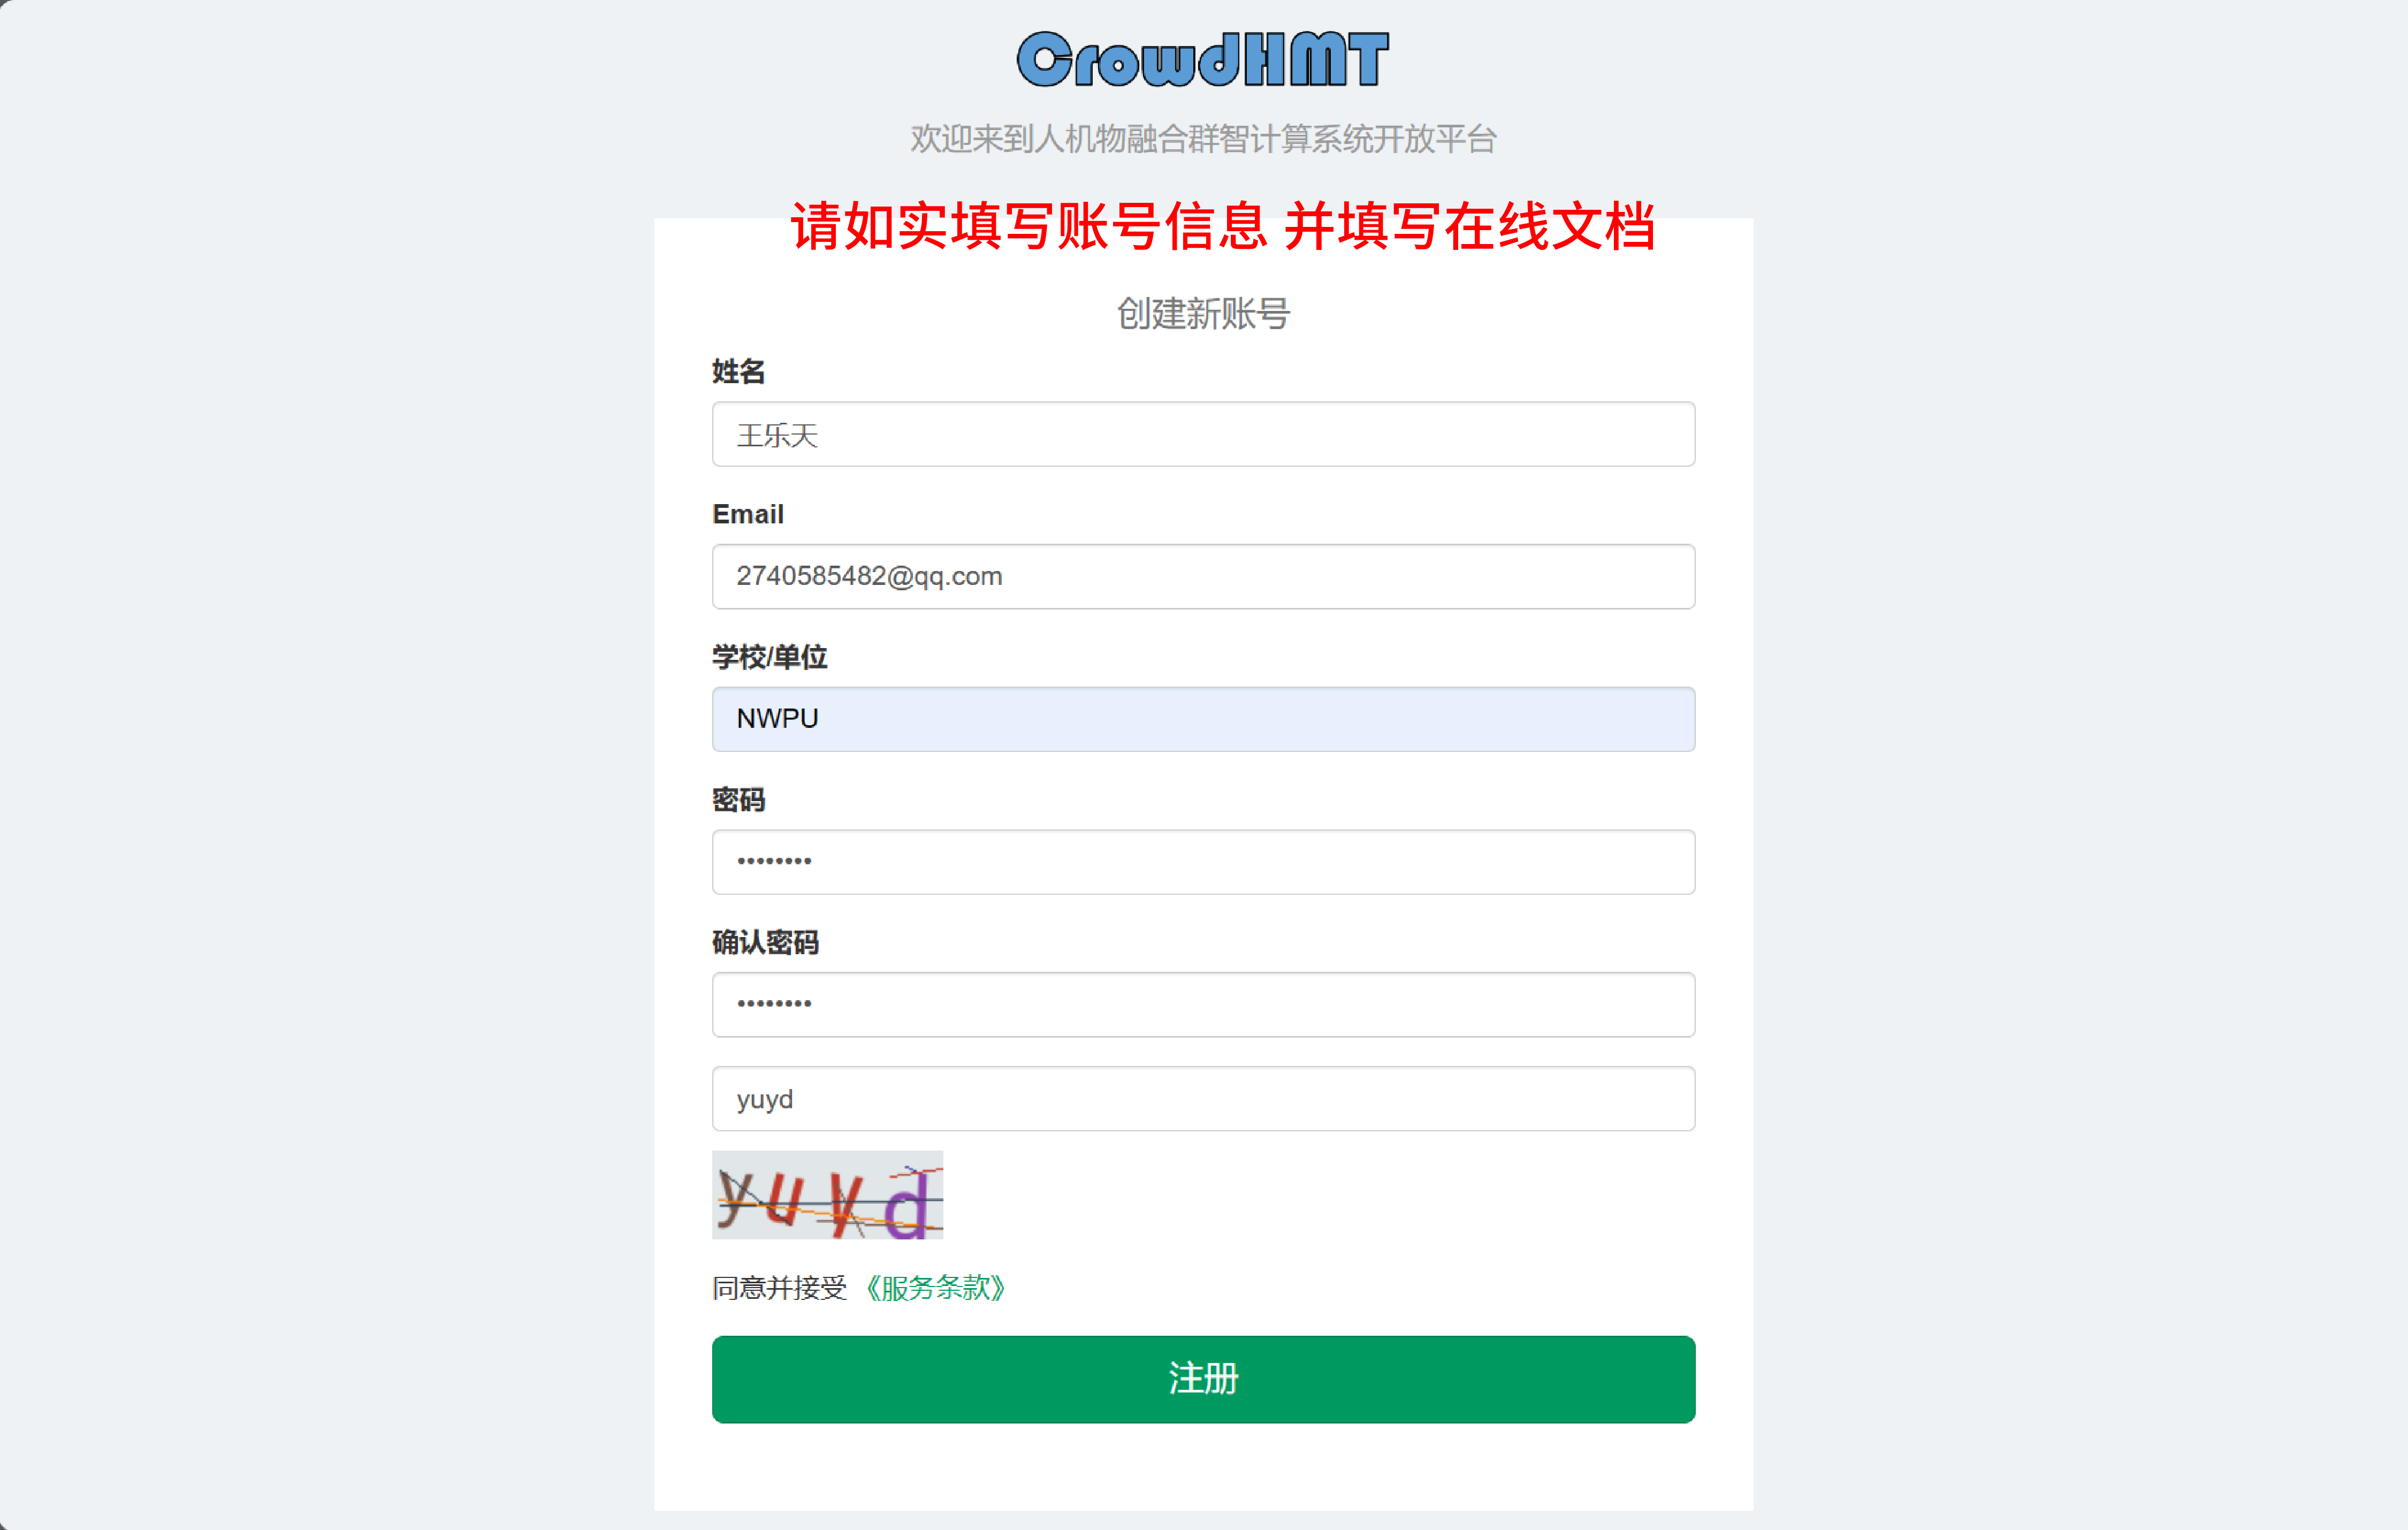 CrowdHMT
欢迎来到人机物融合群智计算系统开放平台
请如实填写账号信息 并填写在线文档
创建新账号
姓名
王乐天
Email
2740585482@qq.com
学校/单位
NWPU
密码
••••••••
确认密码
••••••••
yuyd
yuyd
同意并接受 《服务条款》
注册